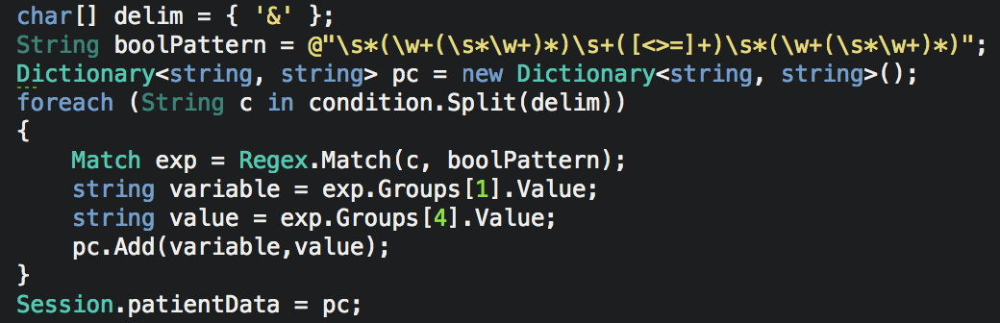 char[] delim = { '&' };
String boolPattern = @"\s*(\w+(\s*\w+)*)\s+([<>=]+)\s*(\w+(\s*\w+)*)";
Dictionary<string, string> pc = new Dictionary<string, string>();
foreach (String c in condition.Split(delim))
{
    Match exp = Regex.Match(c, boolPattern);
    string variable = exp.Groups[1].Value;
    string value = exp.Groups[4].Value;
    pc.Add(variable,value);
}
Session.patientData = pc;